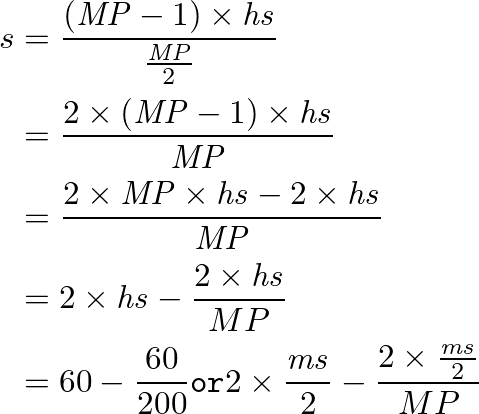 s = \frac{(MP - 1) \times hs}{\frac{MP}{2}}
= \frac{2 \times (MP - 1) \times hs}{MP}
= \frac{2 \times MP \times hs - 2 \times hs}{MP}
= 2 \times hs - \frac{2 \times hs}{MP}
= 60 - \frac{60}{200} or 2 \times \frac{ms}{2} - \frac{2 \times \frac{ms}{2}}{MP}